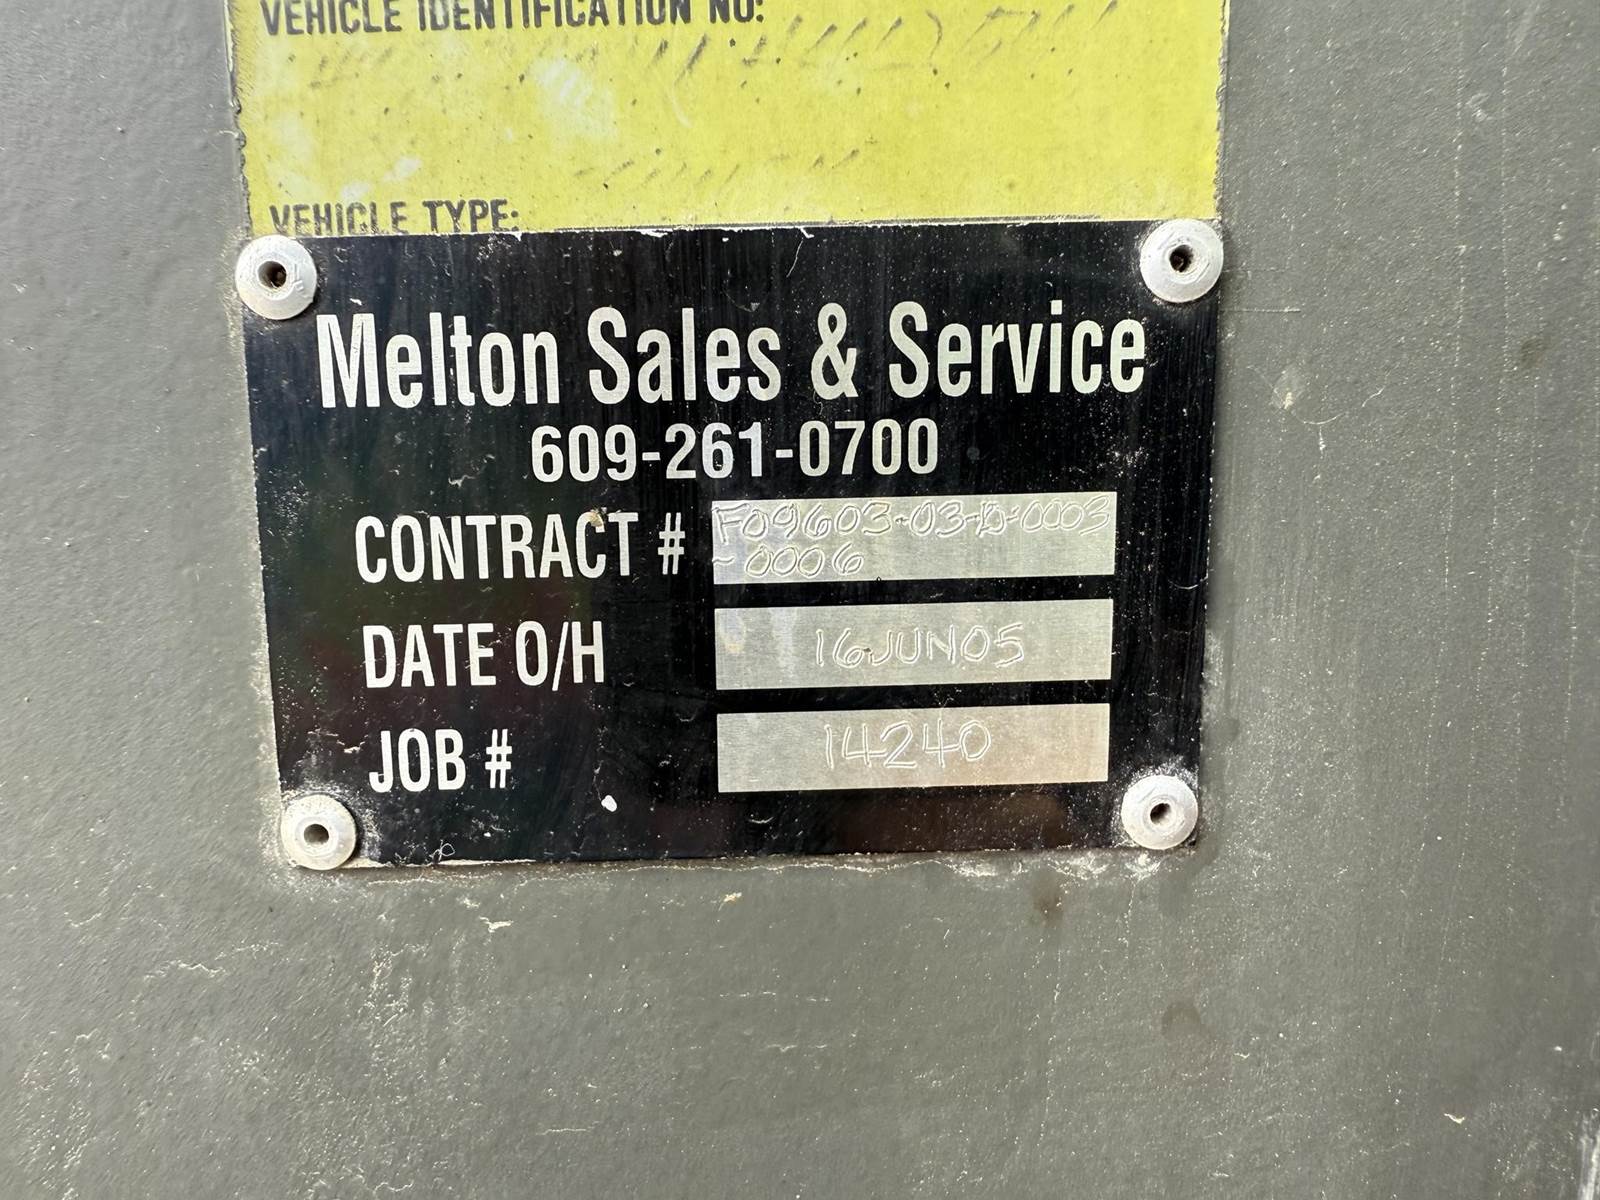 VEHICLE IDENTIFICATION NO:
VEHICLE TYPE:
Melton Sales & Service
609-261-0700
CONTRACT # F09603-03-D-0003
-0006
DATE O/H 16JUN05
JOB # 14240